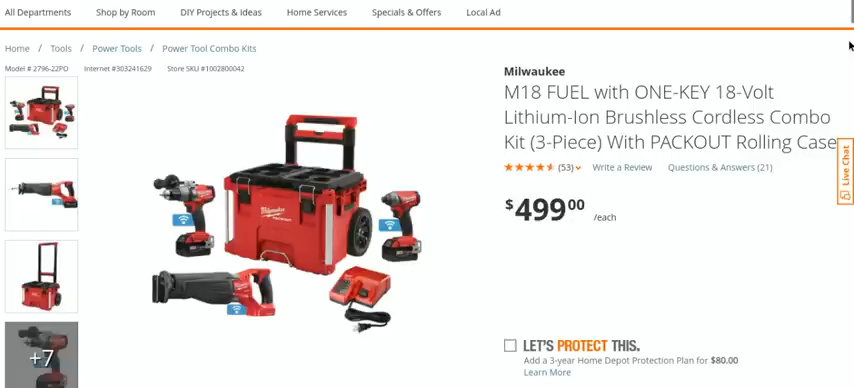 All Departments Shop by Room DIY Projects & Ideas Home Services Specials & Offers Local Ad
Home / Tools / Power Tools / Power Tool Combo Kits
Model # 2796-22PO Internet #303241629 Store SKU #1002800042
Milwaukee
M18 FUEL with ONE-KEY 18-Volt
Lithium-Ion Brushless Cordless Combo
Kit (3-Piece) With PACKOUT Rolling Case
(53) Write a Review Questions & Answers (21)
$499.00 /each
Live Chat
Milwaukee
+7
LET'S PROTECT THIS.
Add a 3-year Home Depot Protection Plan for $80.00
Learn More